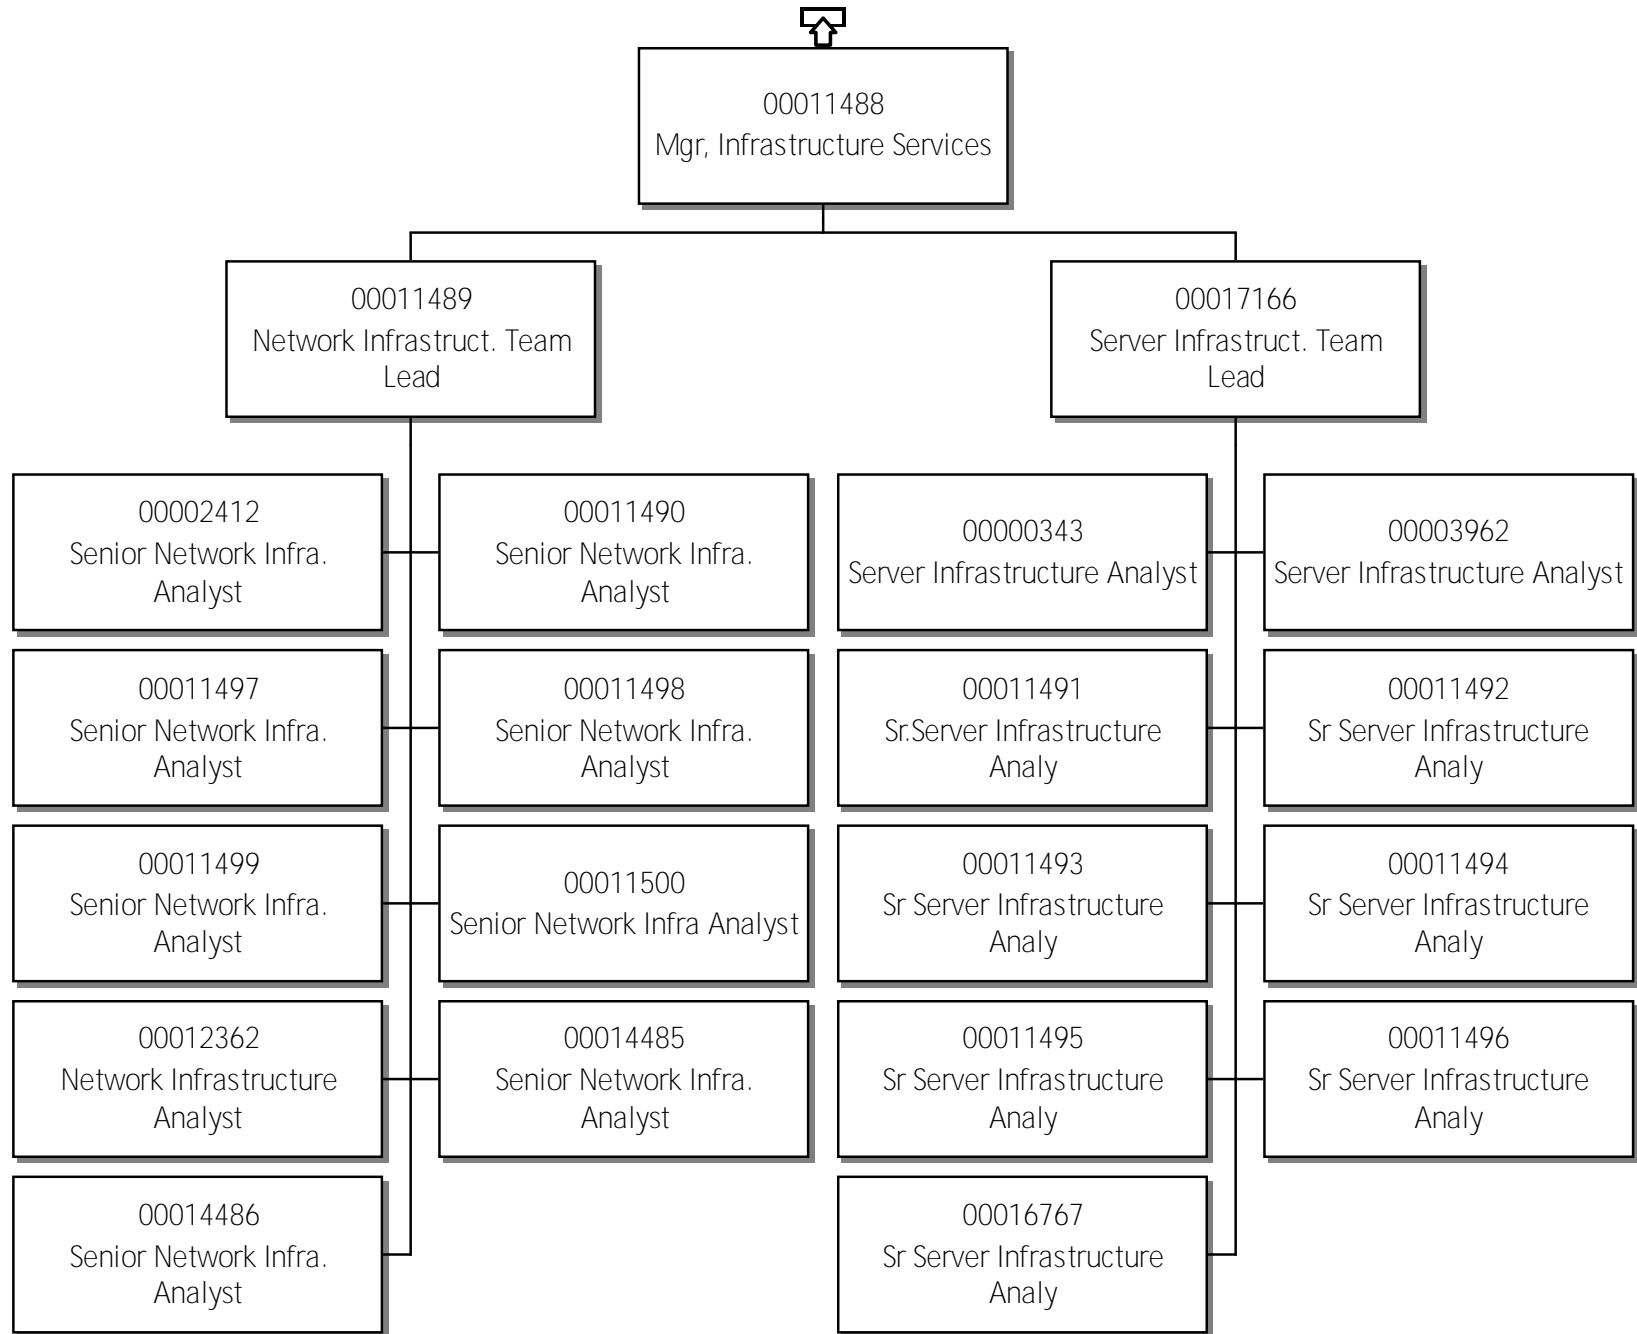 00011488
Mgr, Infrastructure Services
00011489
Network Infrastruct. Team
Lead
00017166
Server Infrastruct. Team
Lead
00002412
Senior Network Infra.
Analyst
00011490
Senior Network Infra.
Analyst
00000343
Server Infrastructure Analyst
00003962
Server Infrastructure Analyst
00011497
Senior Network Infra.
Analyst
00011498
Senior Network Infra.
Analyst
00011491
Sr.Server Infrastructure
Analy
00011492
Sr Server Infrastructure
Analy
00011499
Senior Network Infra.
Analyst
00011500
Senior Network Infra Analyst
00011493
Sr Server Infrastructure
Analy
00011494
Sr Server Infrastructure
Analy
00012362
Network Infrastructure
Analyst
00014485
Senior Network Infra.
Analyst
00011495
Sr Server Infrastructure
Analy
00011496
Sr Server Infrastructure
Analy
00014486
Senior Network Infra.
Analyst
00016767
Sr Server Infrastructure
Analy